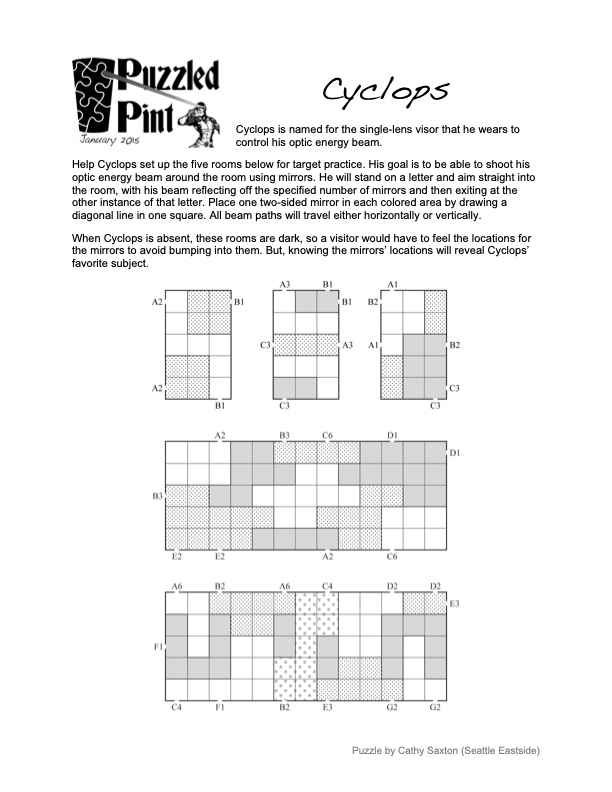 Puzzled
Pint
January 2015
Cyclops
Cyclops is named for the single-lens visor that he wears to
control his optic energy beam.
Help Cyclops set up the five rooms below for target practice. His goal is to be able to shoot his
optic energy beam around the room using mirrors. He will stand on a letter and aim straight into
the room, with his beam reflecting off the specified number of mirrors and then exiting at the
other instance of that letter. Place one two-sided mirror in each colored area by drawing a
diagonal line in one square. All beam paths will travel either horizontally or vertically.
When Cyclops is absent, these rooms are dark, so a visitor would have to feel the locations for
the mirrors to avoid bumping into them. But, knowing the mirrors' locations will reveal Cyclops'
favorite subject.
A3 B1 A1
A2 B1 B1 B2
C3 A3 A1 B2
A2 C3
B1 C3 C3
A2 B3 C6 D1
D1
B3
E2 E2 A2 C6
A6 B2 A6 C4 D2 D2
E3
F1
C4 F1 B2 E3 G2 G2
Puzzle by Cathy Saxton (Seattle Eastside)